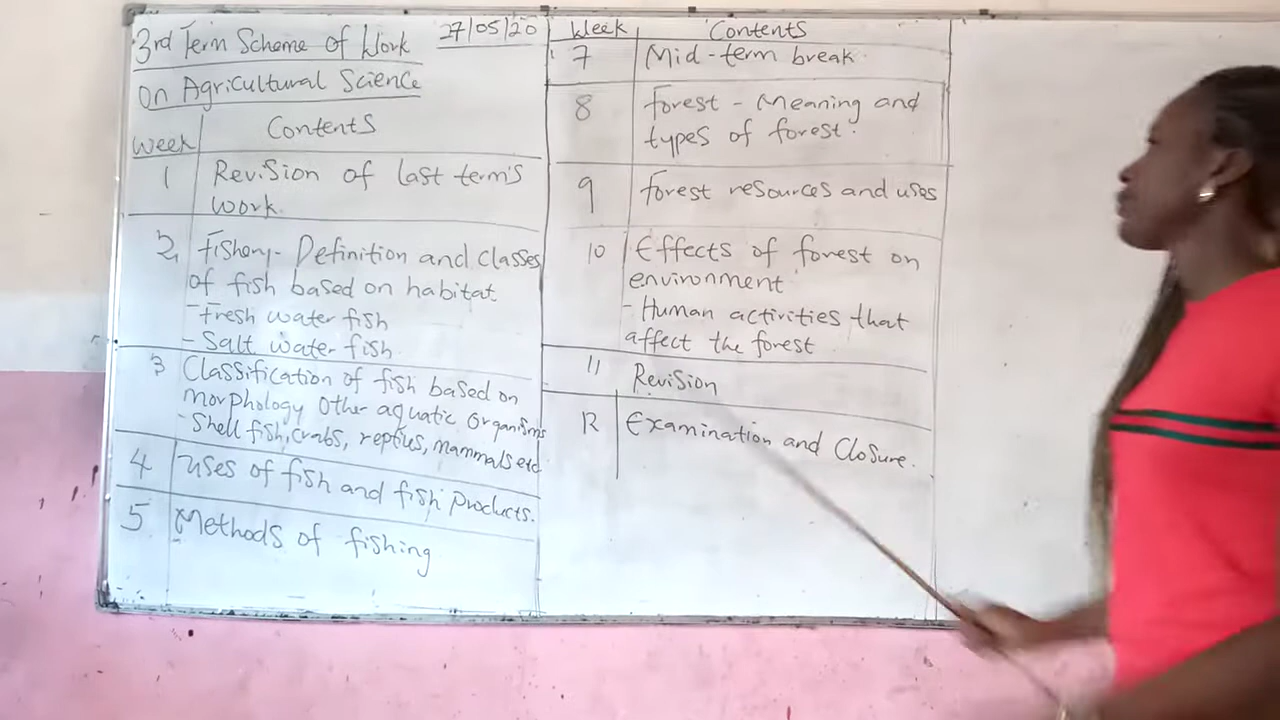 3rd Term Scheme of Work
27/05/20
On Agricultural Science
Week Contents
1 Revision of last term's
work.
2, Fishery- Definition and classes
of fish based on habitat
- Fresh water fish
- Salt water fish
3 Classification of fish based on
morphology Other aquatic organisms
- Shell fish, crabs, reptiles, mammals etc
4 Uses of fish and fish products.
5 Methods of fishing
Week Contents
7 Mid-term break.
8 Forest - Meaning and
types of forest.
9 Forest resources and uses
10 Effects of forest on
environment
- Human activities that
affect the forest
11 Revision
12 Examination and Closure.